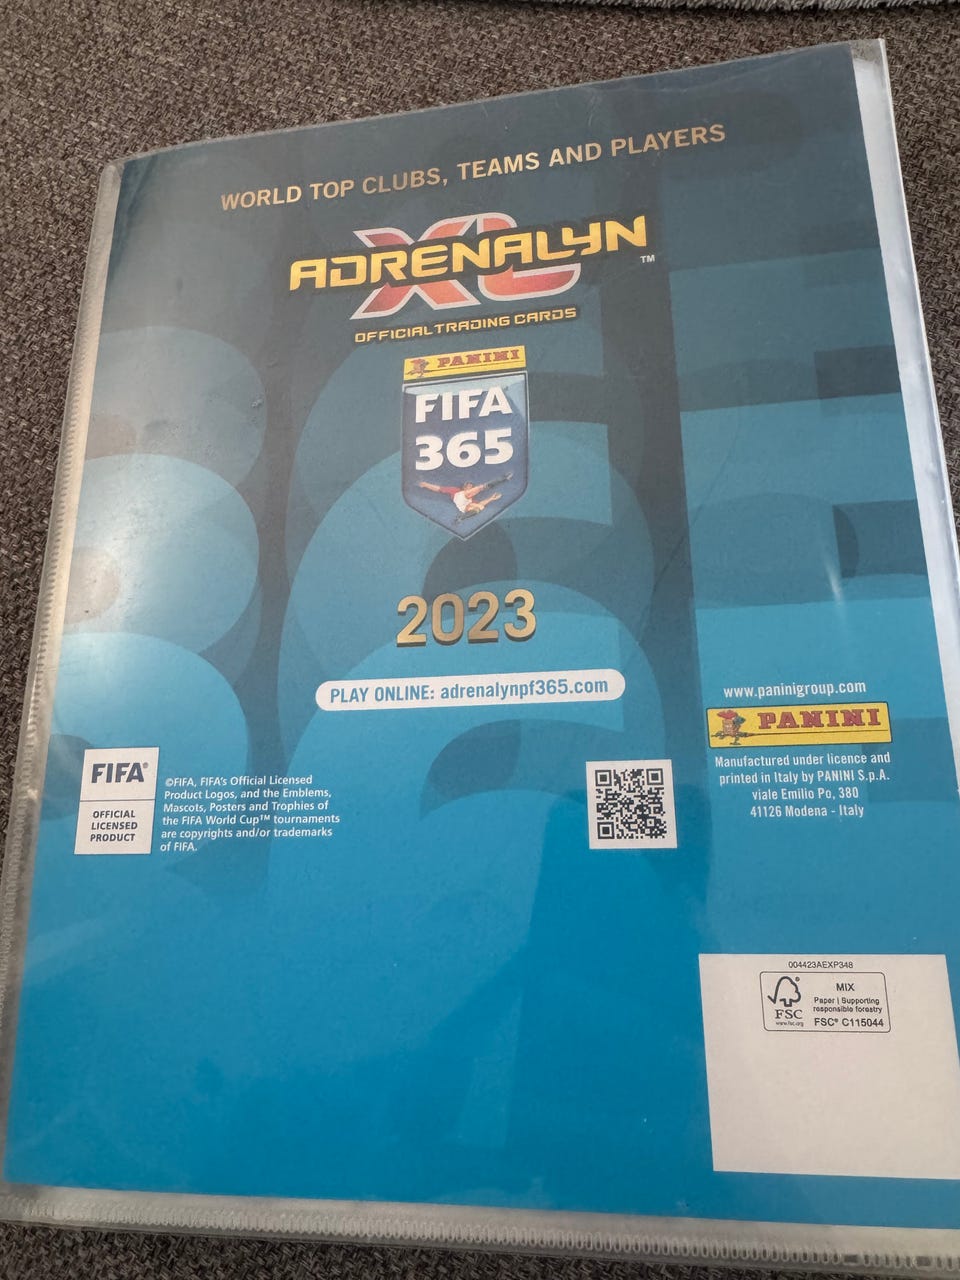 WORLD TOP CLUBS, TEAMS AND PLAYERS
ADRENALYN
XL
™
OFFICIAL TRADING CARDS
PANINI
FIFA
365
2023
PLAY ONLINE: adrenalynpf365.com
www.paninigroup.com
PANINI
Manufactured under licence and
printed in Italy by PANINI S.p.A.
viale Emilio Po, 380
41126 Modena - Italy
FIFA®
OFFICIAL
LICENSED
PRODUCT
©FIFA, FIFA's Official Licensed
Product Logos, and the Emblems,
Mascots, Posters and Trophies of
the FIFA World Cup™ tournaments
are copyrights and/or trademarks
of FIFA.
004423AEXP348
FSC
www.fsc.org
MIX
Paper | Supporting
responsible forestry
FSC® C115044